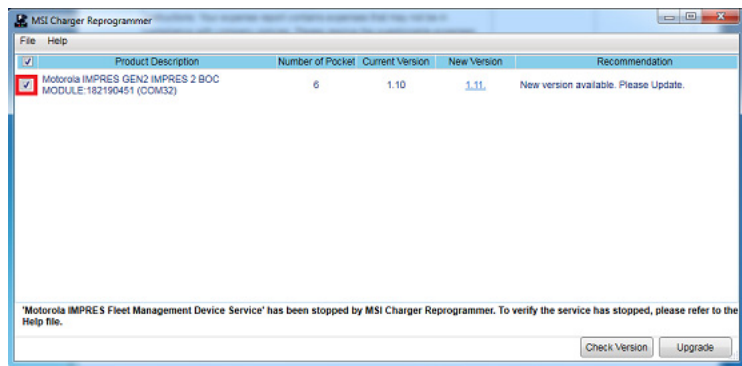 MSI Charger Reprogrammer
File Help
Product Description Number of Pocket Current Version New Version Recommendation
Motorola IMPRES GEN2 IMPRES 2 BOC 6 1.10 1.11. New version available. Please Update.
MODULE:182190451 (COM32)
'Motorola IMPRES Fleet Management Device Service' has been stopped by MSI Charger Reprogrammer. To verify the service has stopped, please refer to the
Help file.
Check Version Upgrade